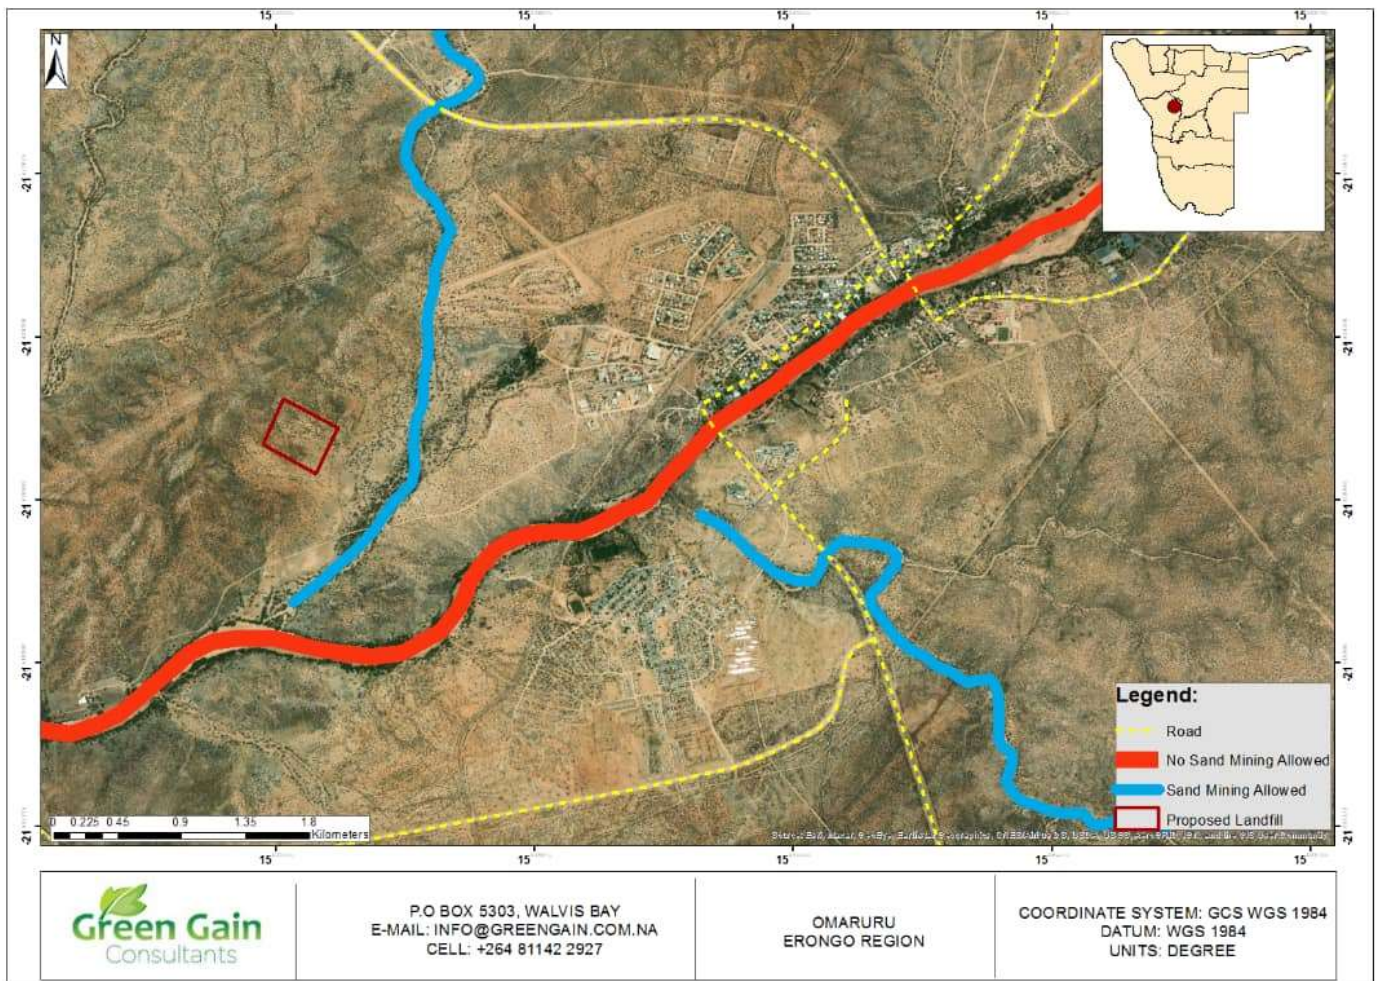 15
15
15
15
15
N
-21
-21
-21
-21
-21
-21
-21
-21
-21
-21
Legend:
Road
No Sand Mining Allowed
Sand Mining Allowed
Proposed Landfill
0 0.225 0.45 0.9 1.35 1.8
Kilometers
15
15
15
15
15
Green Gain
Consultants
P.O BOX 5303, WALVIS BAY
E-MAIL: INFO@GREENGAIN.COM.NA
CELL: +264 81142 2927
OMARURU
ERONGO REGION
COORDINATE SYSTEM: GCS WGS 1984
DATUM: WGS 1984
UNITS: DEGREE